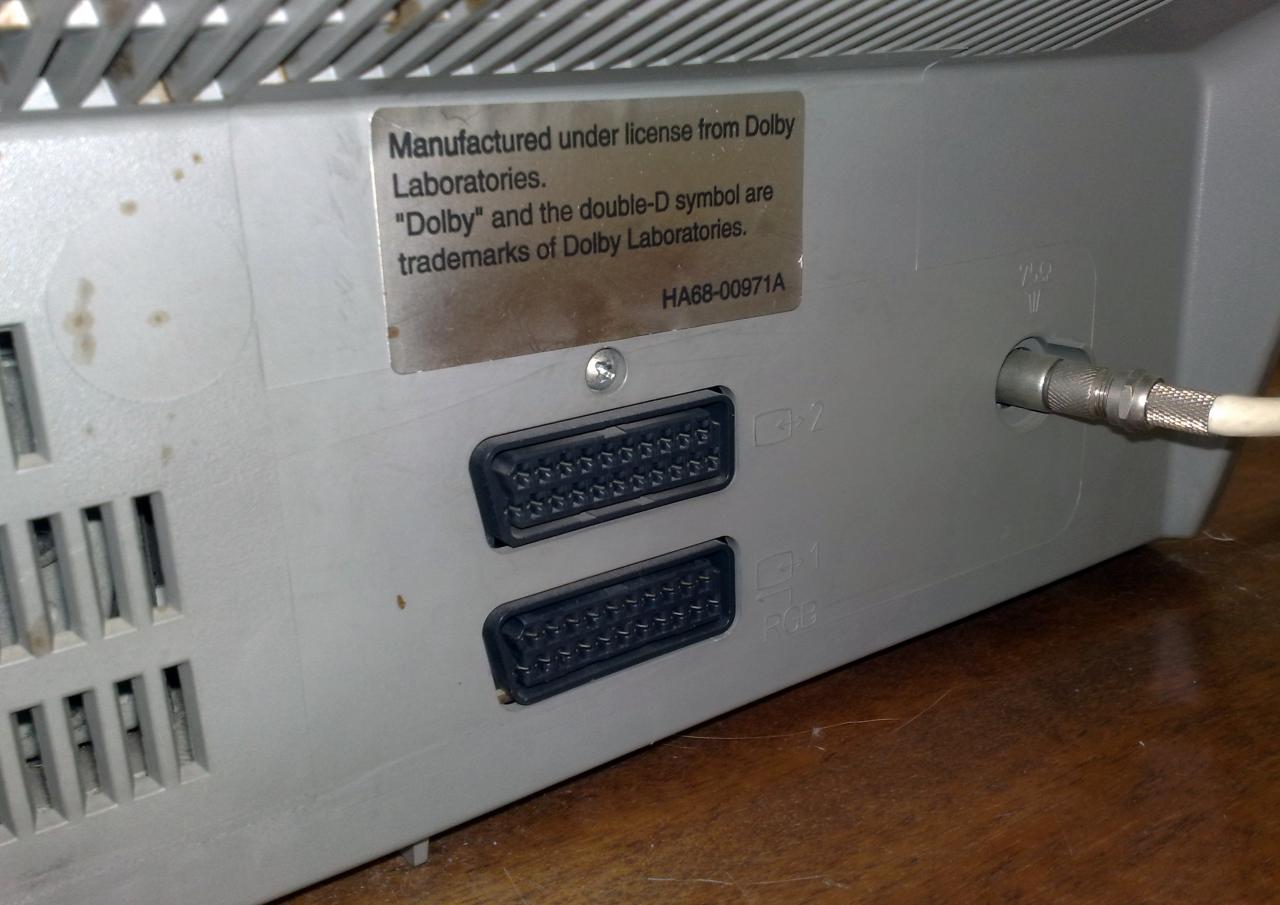 Manufactured under license from Dolby
Laboratories.
"Dolby" and the double-D symbol are
trademarks of Dolby Laboratories.
HA68-00971A
75Ω
2
1
RGB